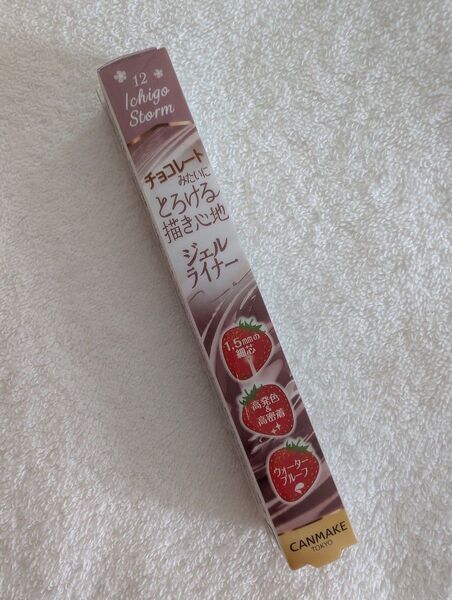 12
Ichigo
Storm
チョコレート
みたいに
とろける
描き心地
ジェル
ライナー
1.5mmの
細芯
高発色
&
高密着
ウォーター
プルーフ
CANMAKE
TOKYO